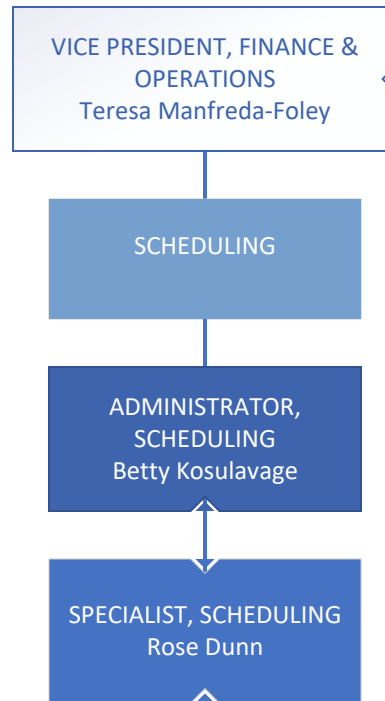 VICE PRESIDENT, FINANCE &
OPERATIONS
Teresa Manfreda-Foley
SCHEDULING
ADMINISTRATOR,
SCHEDULING
Betty Kosulavage
SPECIALIST, SCHEDULING
Rose Dunn